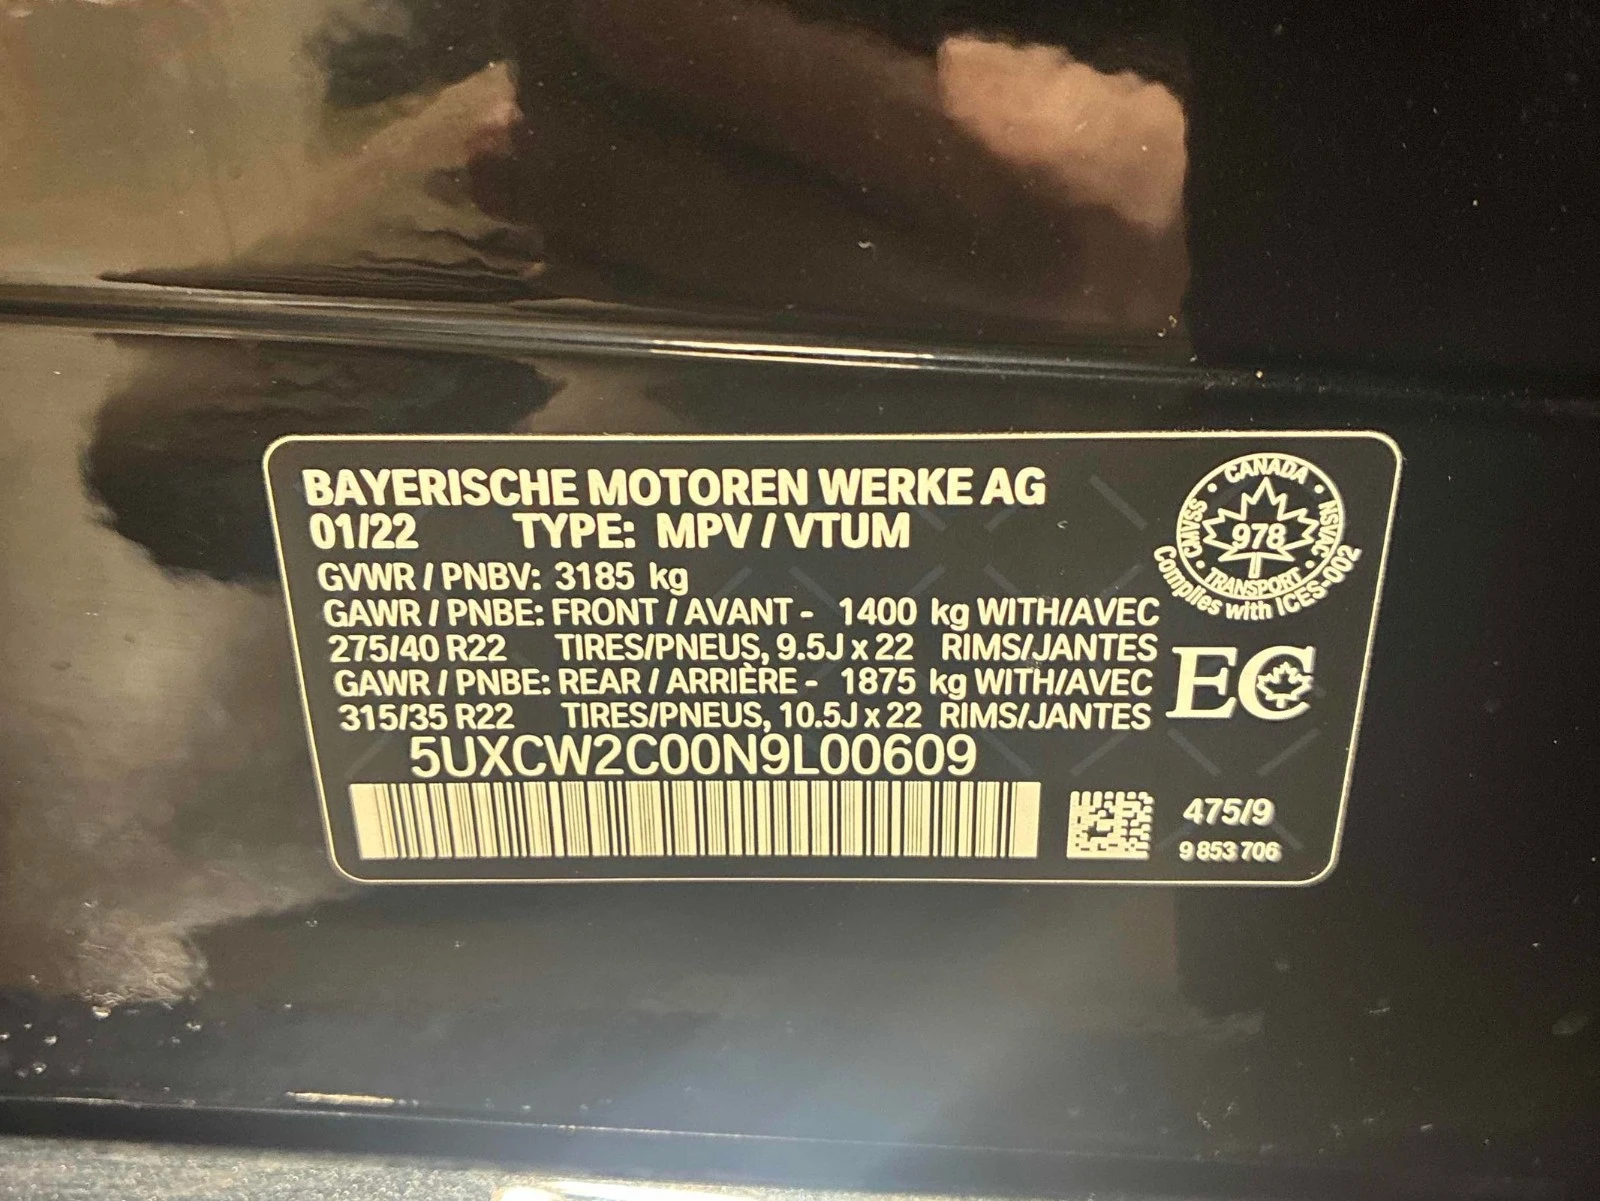 BAYERISCHE MOTOREN WERKE AG
01/22 TYPE: MPV / VTUM
GVWR / PNBV: 3185 kg
GAWR / PNBE: FRONT / AVANT - 1400 kg WITH/AVEC
275/40 R22 TIRES/PNEUS, 9.5J x 22 RIMS/JANTES
GAWR / PNBE: REAR / ARRIÈRE - 1875 kg WITH/AVEC
315/35 R22 TIRES/PNEUS, 10.5J x 22 RIMS/JANTES
5UXCW2C00N9L00609
CANADA
CMVSS 978 NSVAC
TRANSPORT
Complies with ICES-002
EC
475/9
9 853 706